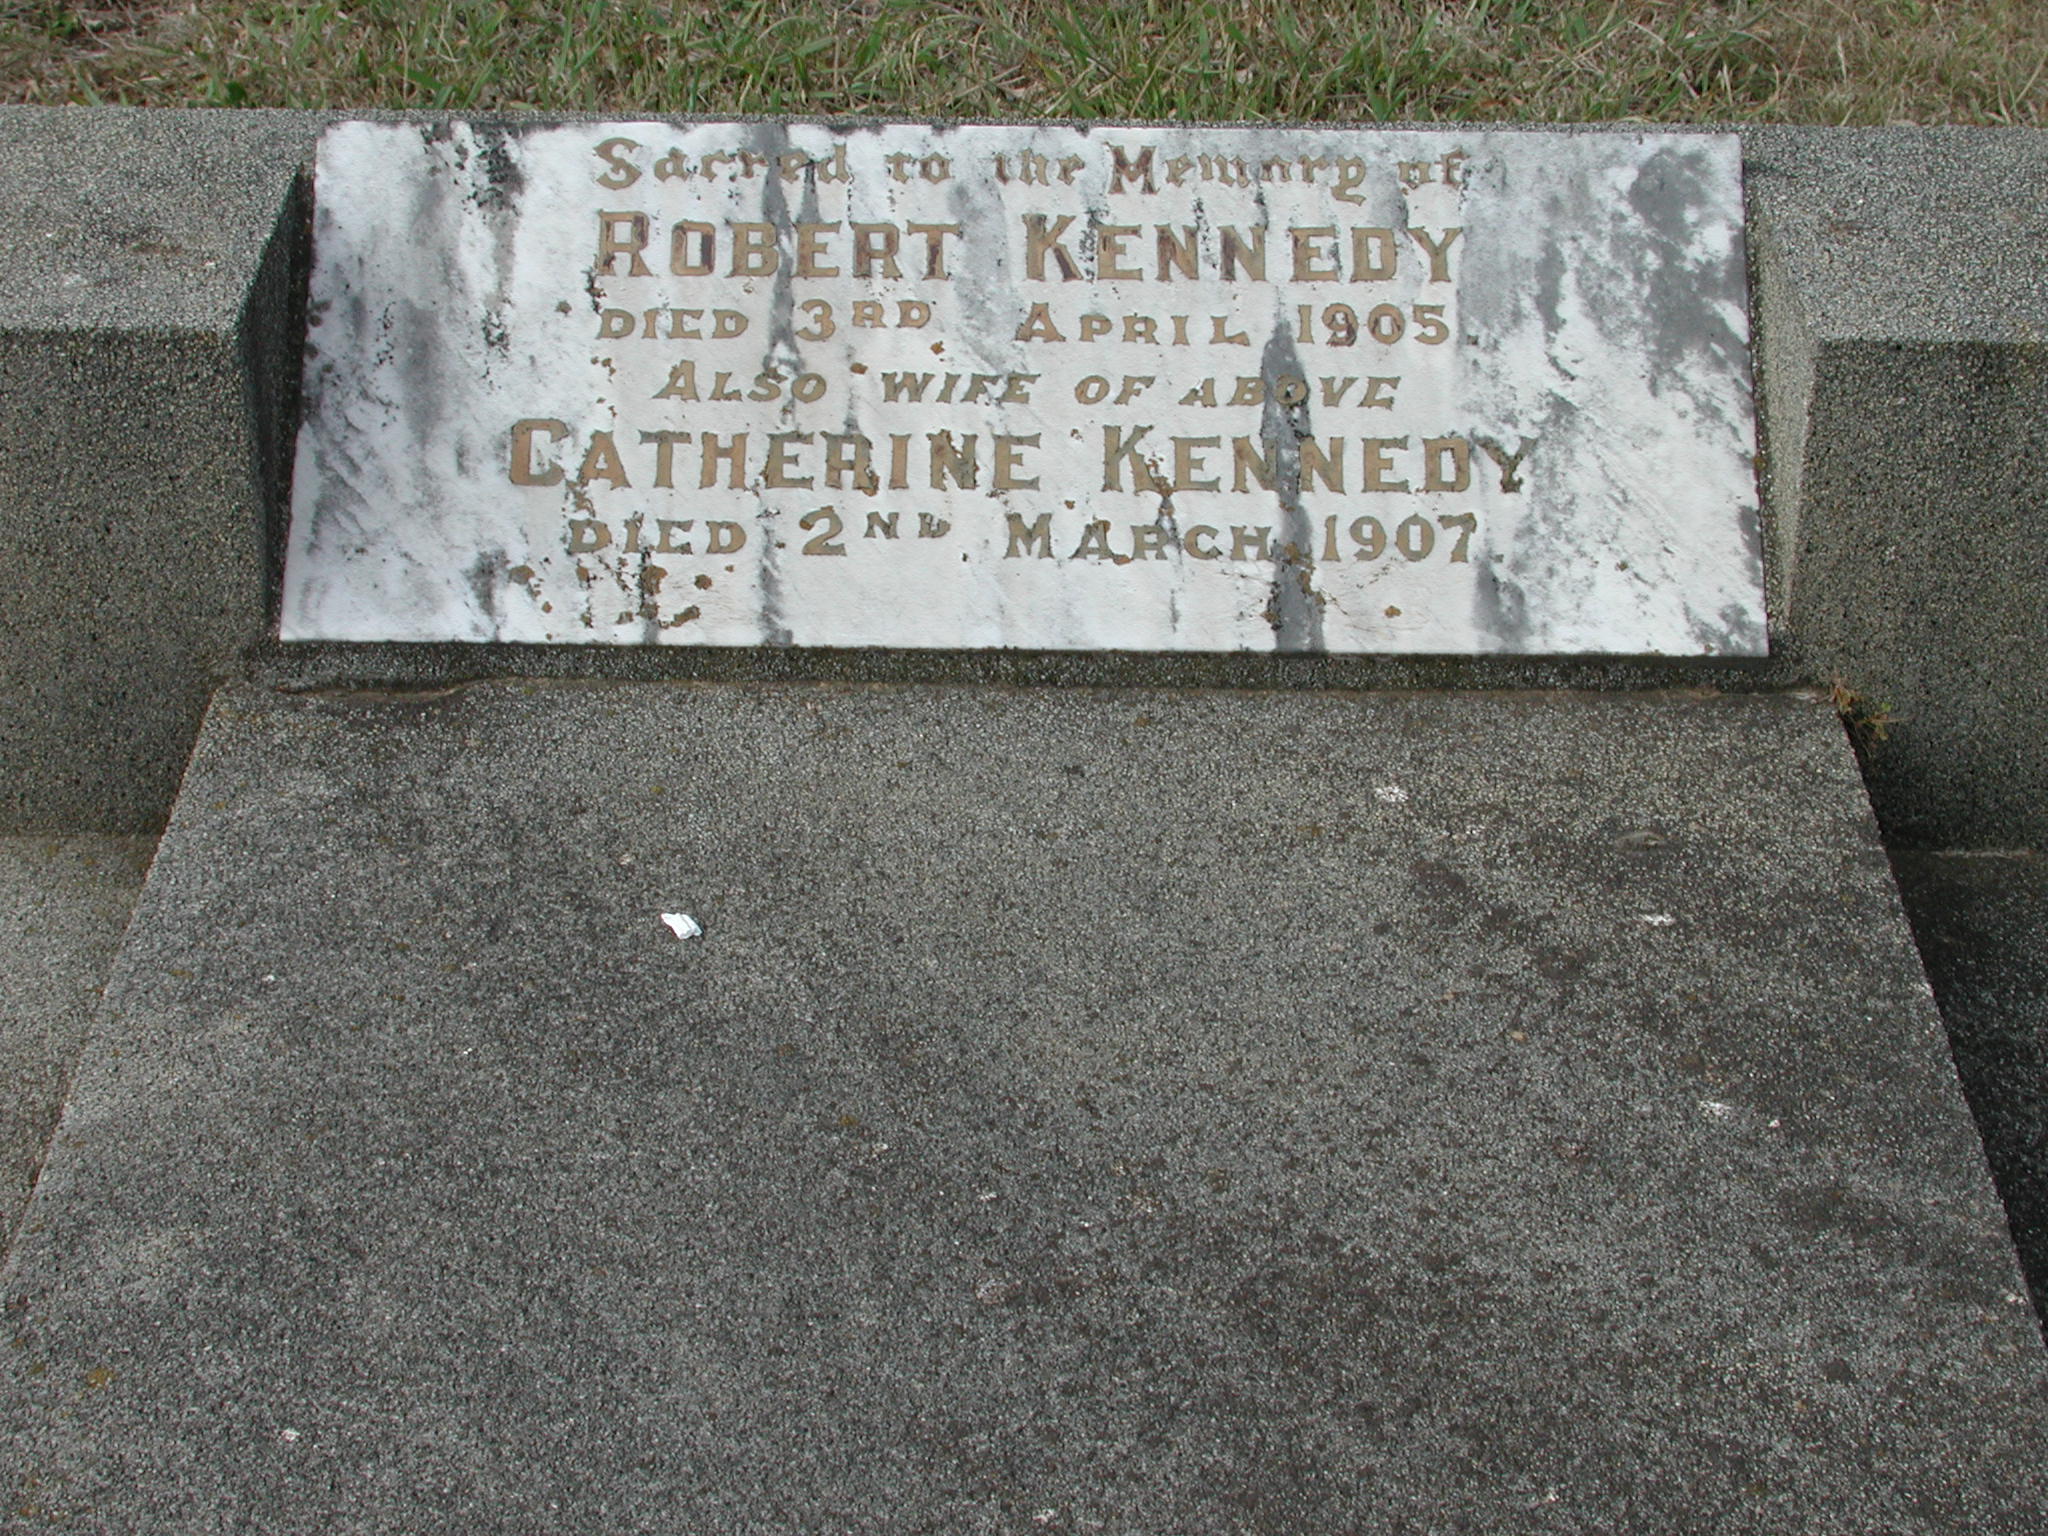 Sacred to the Memory of
ROBERT KENNEDY
DIED 3RD APRIL 1905.
ALSO WIFE OF ABOVE
CATHERINE KENNEDY
DIED 2ND MARCH 1907.